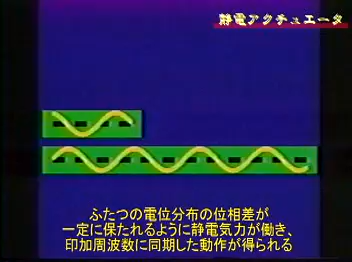 静電アクチュエータ
ふたつの電位分布の位相差が
一定に保たれるように静電気力が働き、
印加周波数に同期した動作が得られる